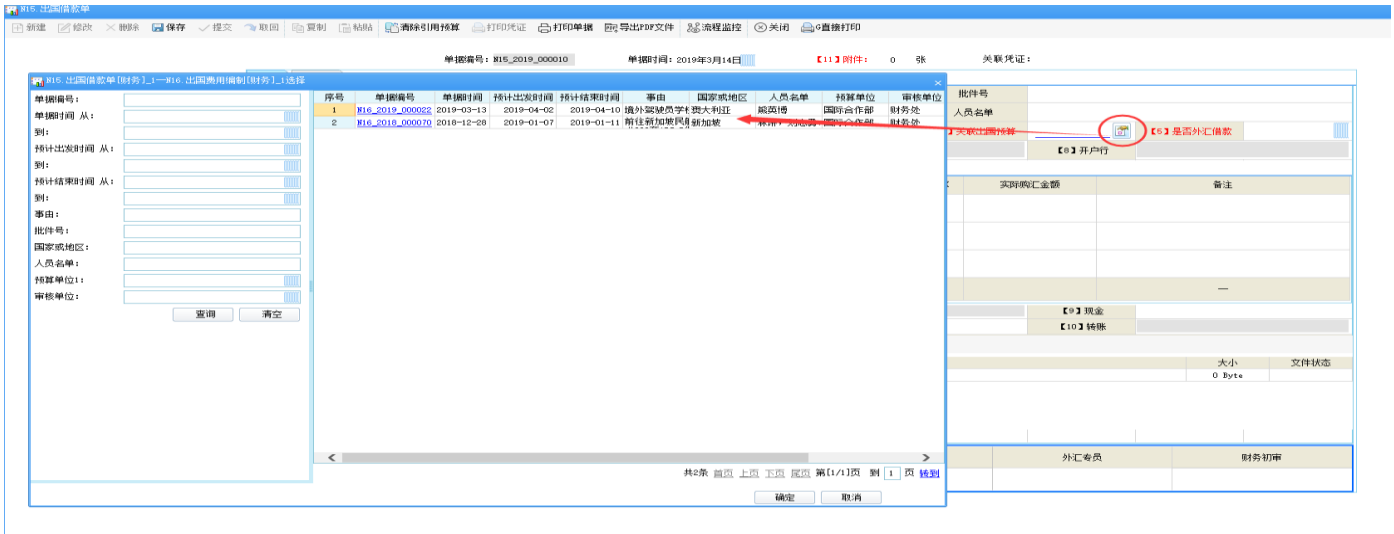 N15.出国借款单
新建 修改 删除 保存 提交 取回 复制 粘贴 清除引用预算 打印凭证 打印单据 导出PDF文件 流程监控 关闭 G直接打印
单据编号：N15_2019_000010 单据时间：2019年3月14日 【11】附件： 0 张 关联凭证：
N15.出国借款单[财务]_1—N16.出国费用编制[财务]_1选择
单据编号：
单据时间 从：
到：
预计出发时间 从：
到：
预计结束时间 从：
到：
事由：
批件号：
国家或地区：
人员名单：
预算单位1：
审核单位：
查询 清空
序号 单据编号 单据时间 预计出发时间 预计结束时间 事由 国家或地区 人员名单 预算单位 审核单位
1 N16_2019_000022 2019-03-13 2019-04-02 2019-04-10 境外驾驶员学 澳大利亚 英博 国际合作部 财务处
2 N16_2019_000070 2018-12-28 2019-01-07 2019-01-11 前往新加坡民 新加坡 国际合作部 财务处
共2条 首页 上页 下页 尾页 第[1/1]页 到 1 页 转到
确定 取消
批件号
人员名单
】关联出国预算 【5】是否外汇借款
【8】开户行
实际购汇金额 备注
—
【9】现金
【10】转账
大小 文件状态
0 Byte
外汇专员 财务初审